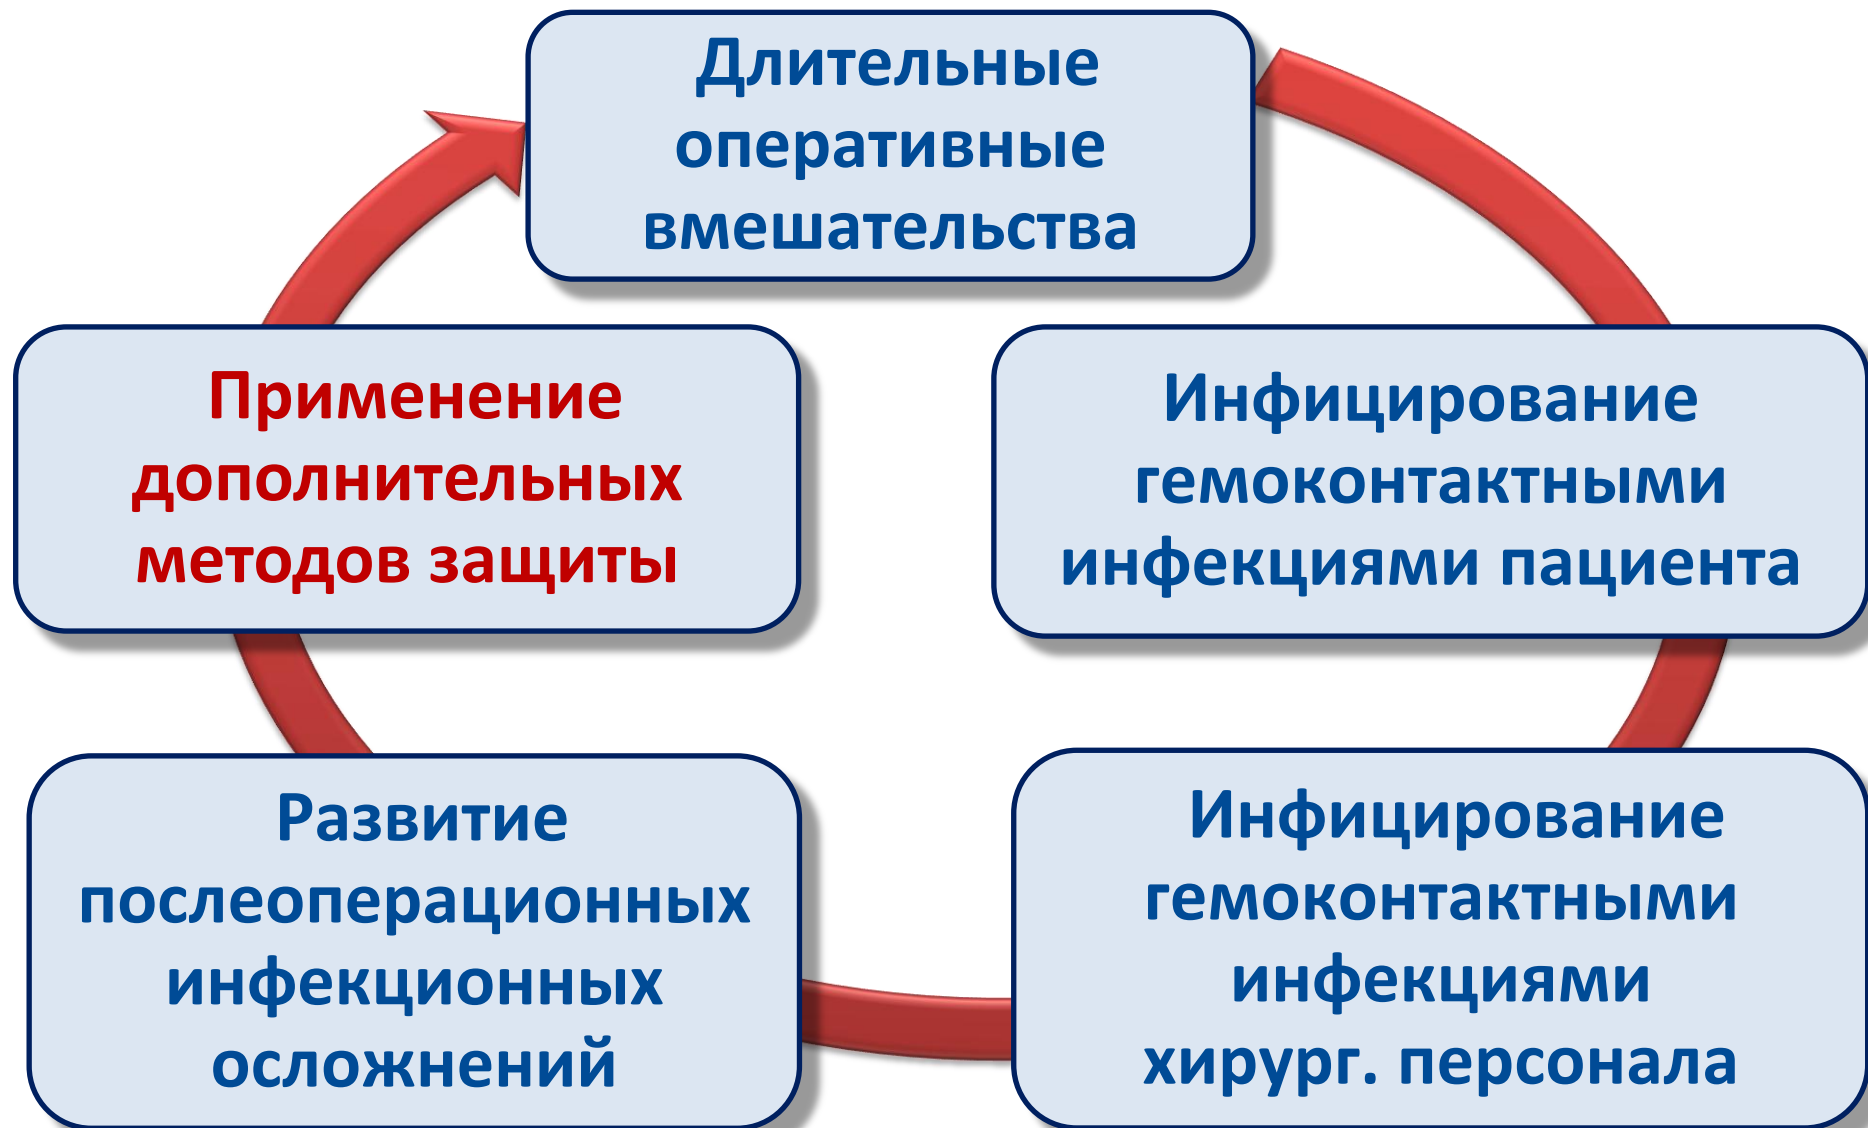 Длительные
оперативные
вмешательства
Инфицирование
гемоконтактными
инфекциями пациента
Инфицирование
гемоконтактными
инфекциями
хирург. персонала
Развитие
послеоперационных
инфекционных
осложнений
Применение
дополнительных
методов защиты